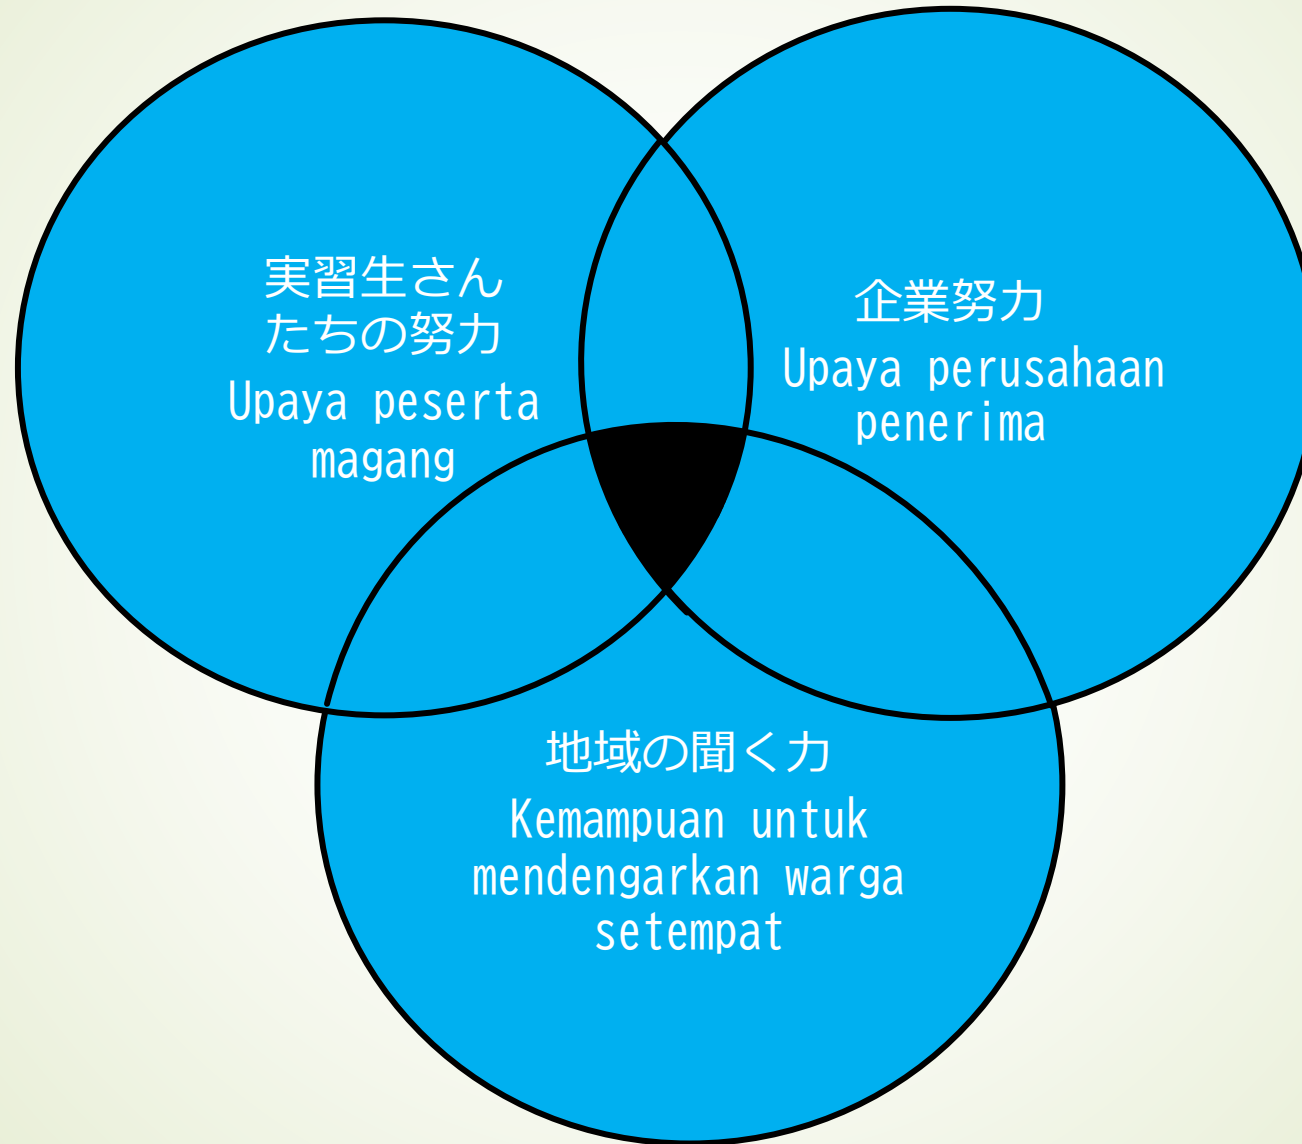 実習生さん
たちの努力
Upaya peserta
magang
企業努力
Upaya perusahaan
penerima
地域の聞く力
Kemampuan untuk
mendengarkan warga
setempat